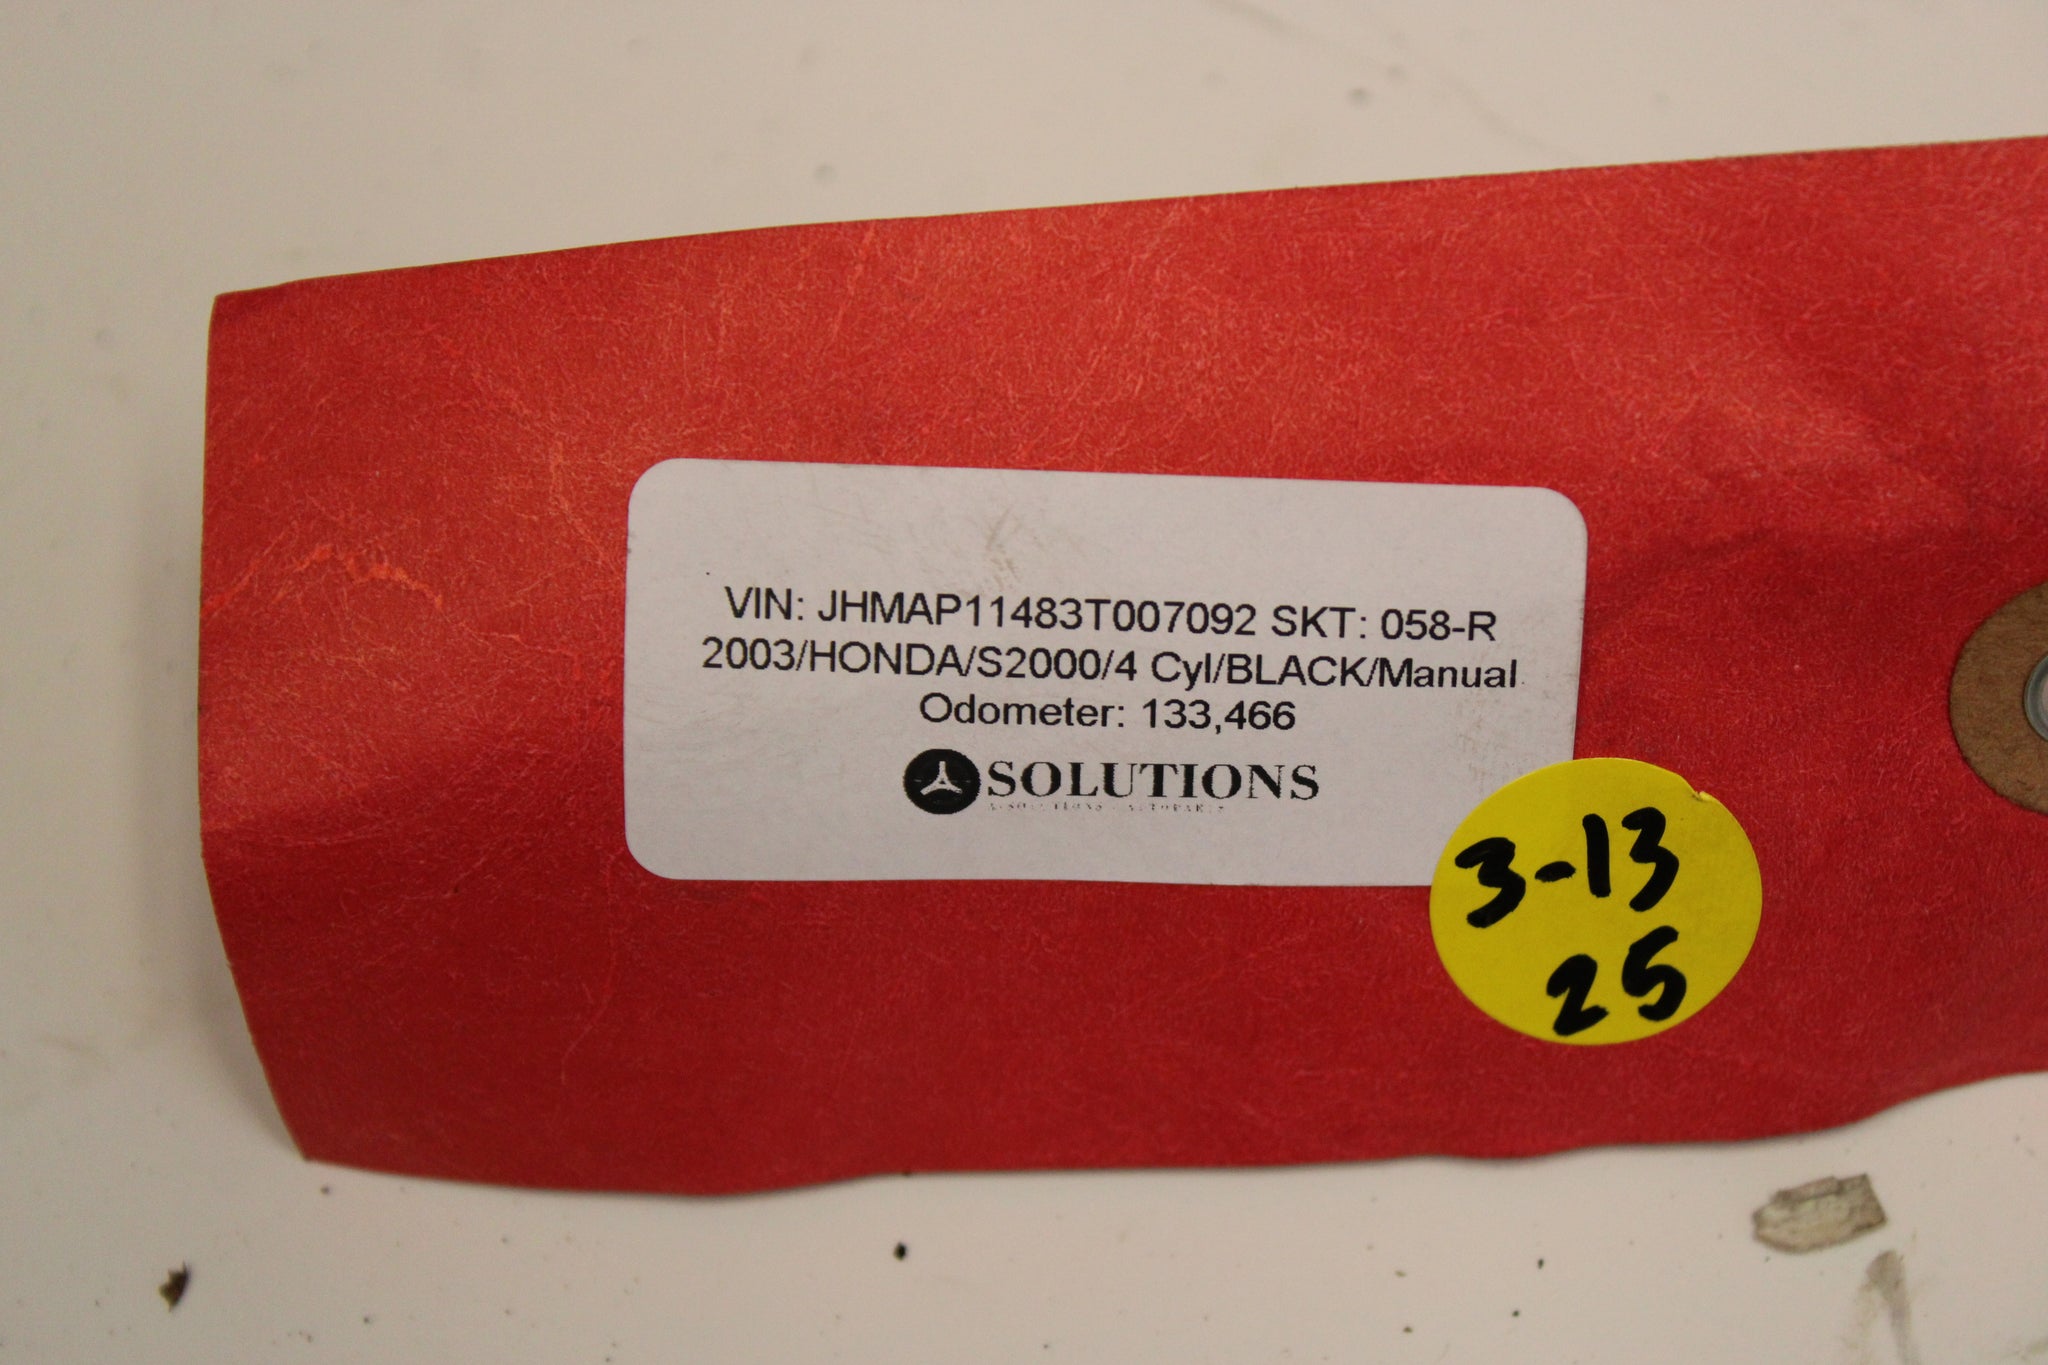 VIN: JHMAP11483T007092 SKT: 058-R
2003/HONDA/S2000/4 Cyl/BLACK/Manual
Odometer: 133,466
SOLUTIONS
3-13
25